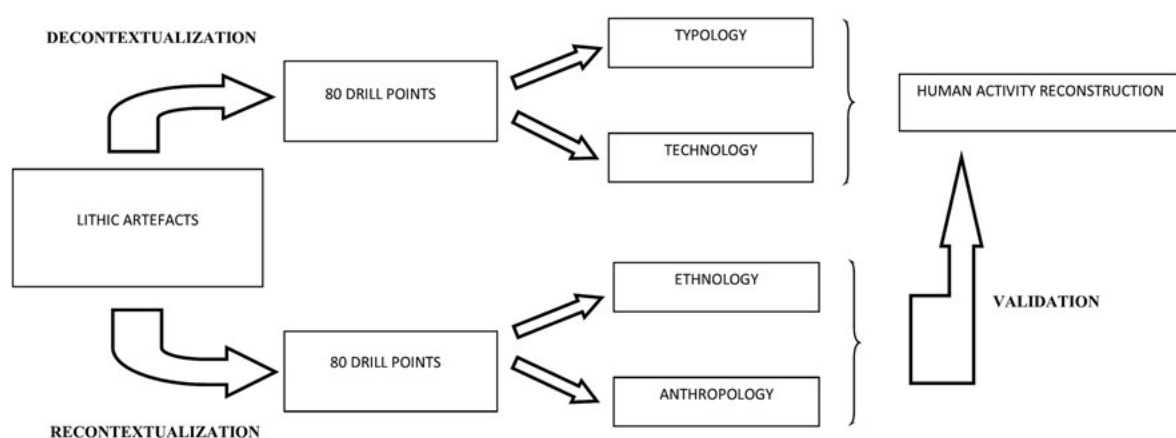 DECONTEXTUALIZATION
TYPOLOGY
80 DRILL POINTS
HUMAN ACTIVITY RECONSTRUCTION
TECHNOLOGY
LITHIC ARTEFACTS
ETHNOLOGY
VALIDATION
80 DRILL POINTS
ANTHROPOLOGY
RECONTEXTUALIZATION